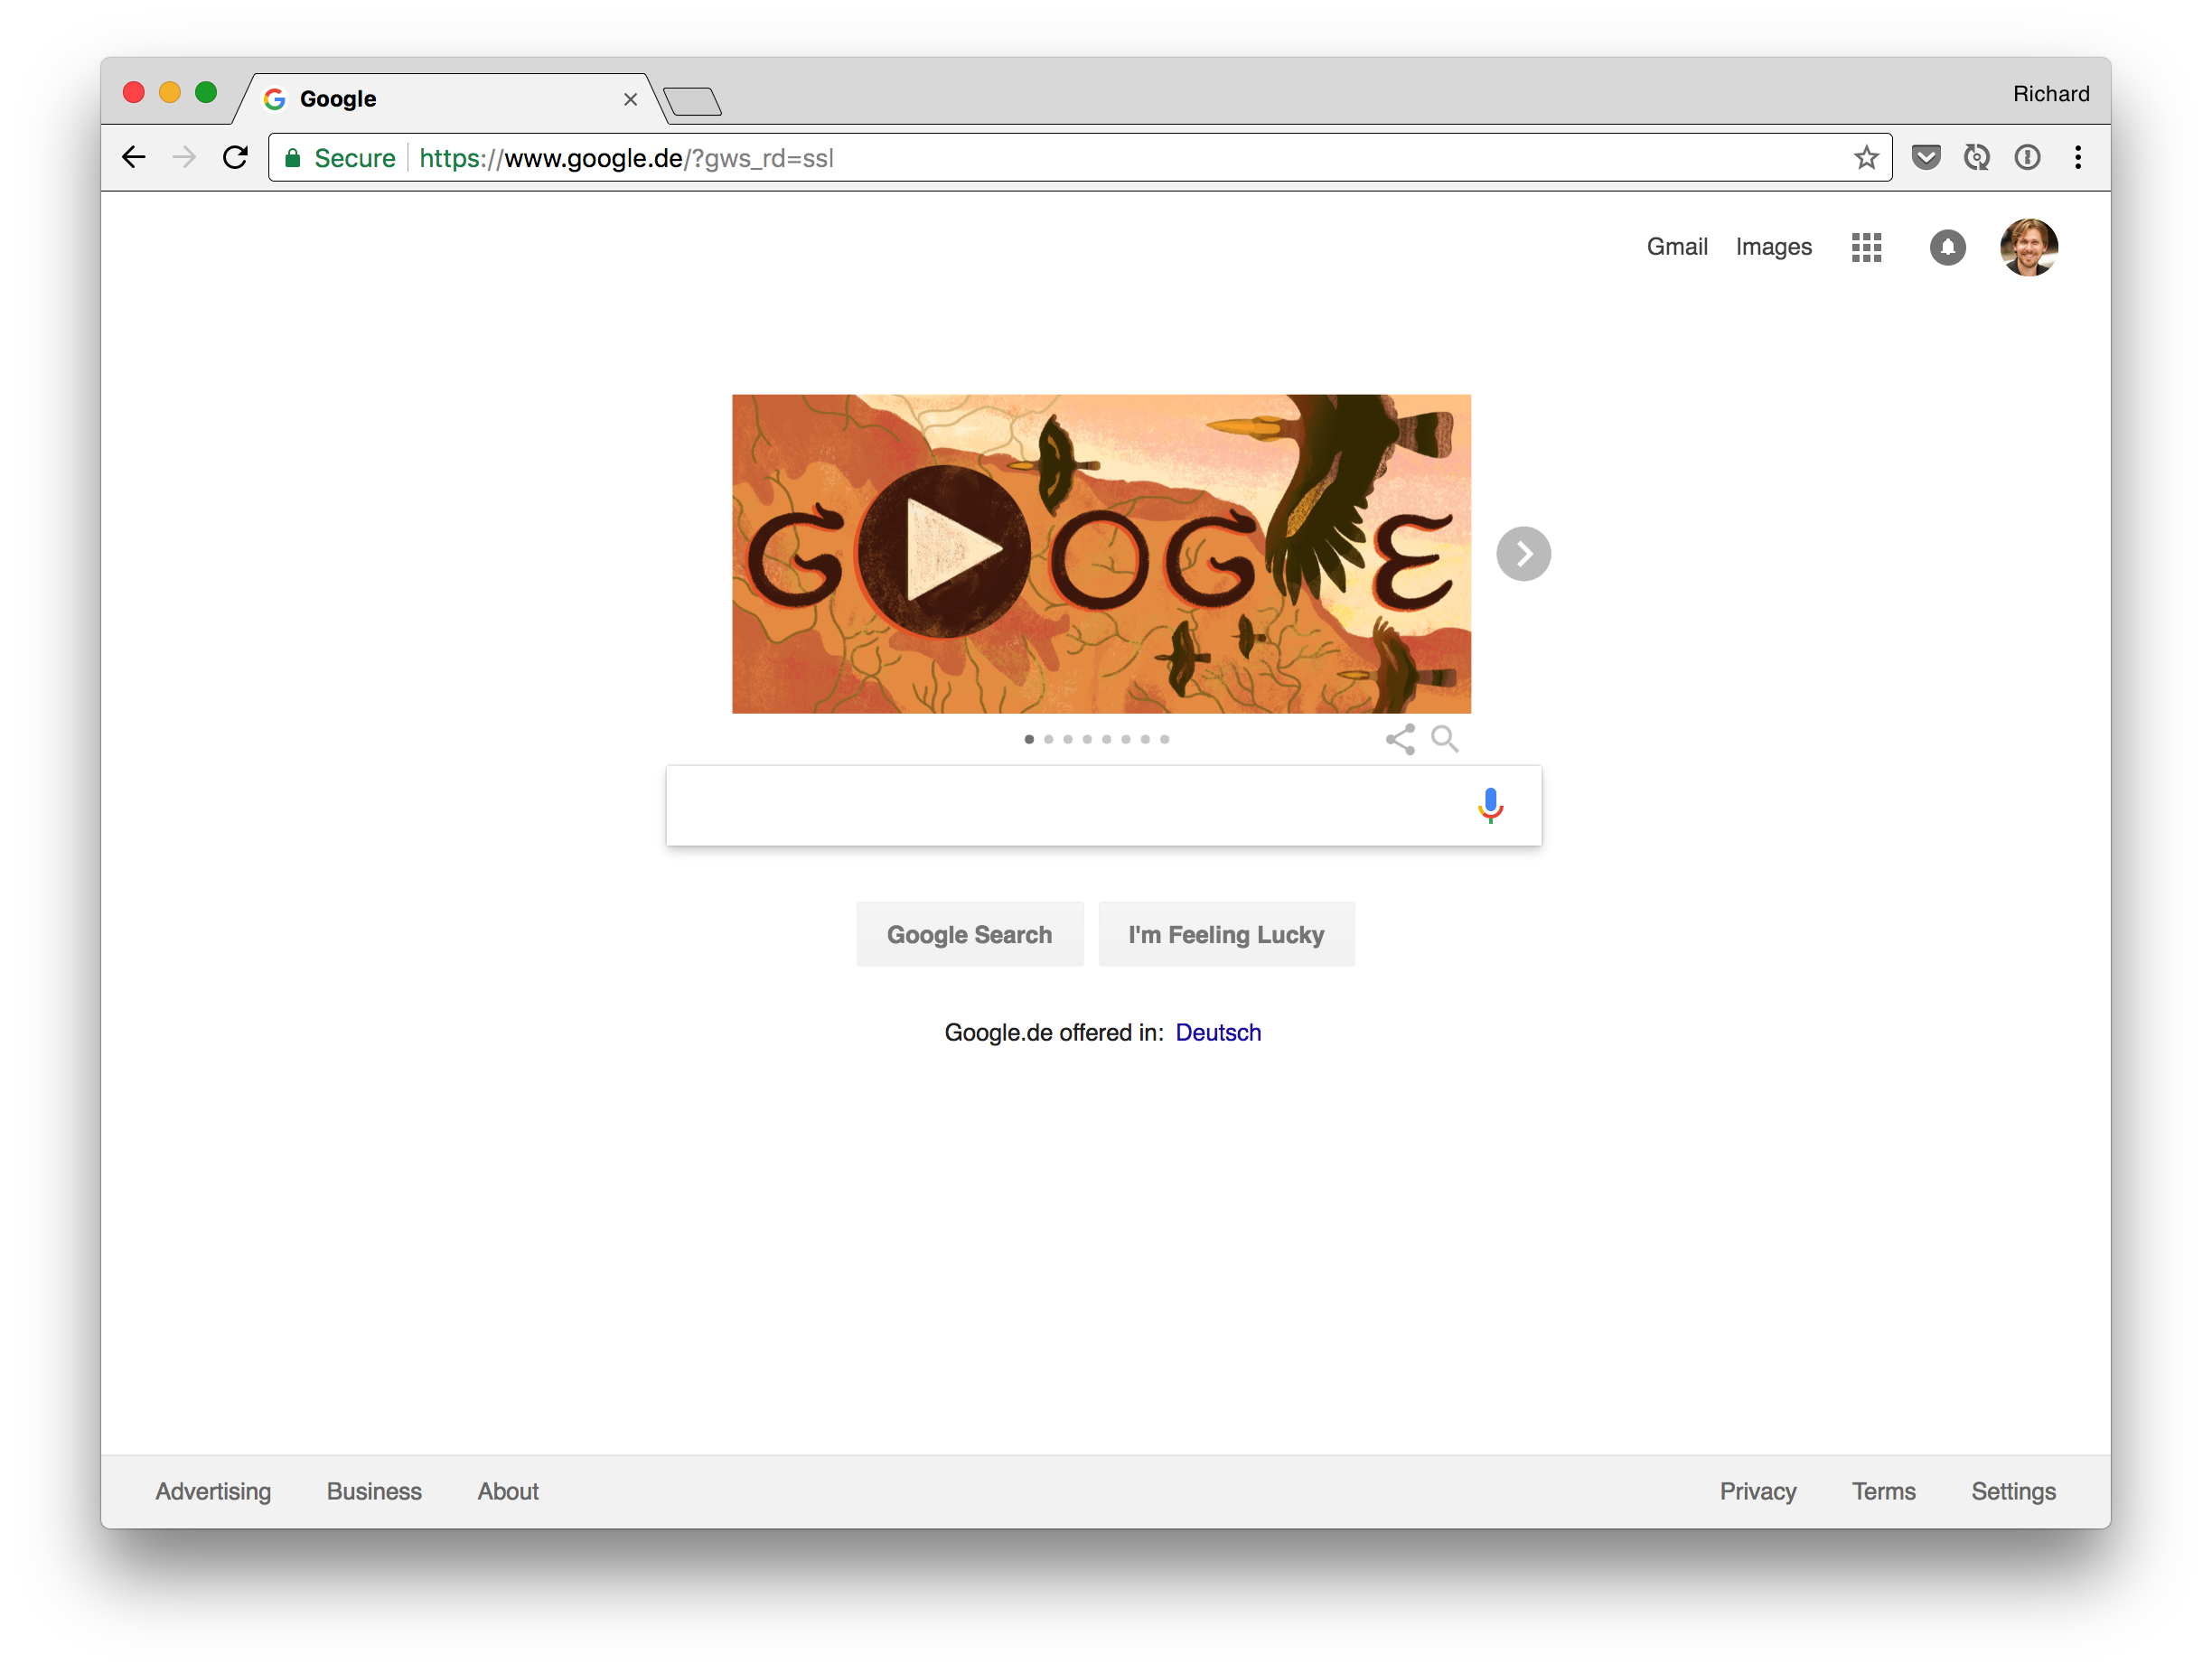 Google
Richard
Secure
https://www.google.de/?gws_rd=ssl
Gmail Images
GOOGLE
Google Search I'm Feeling Lucky
Google.de offered in: Deutsch
Advertising Business About Privacy Terms Settings